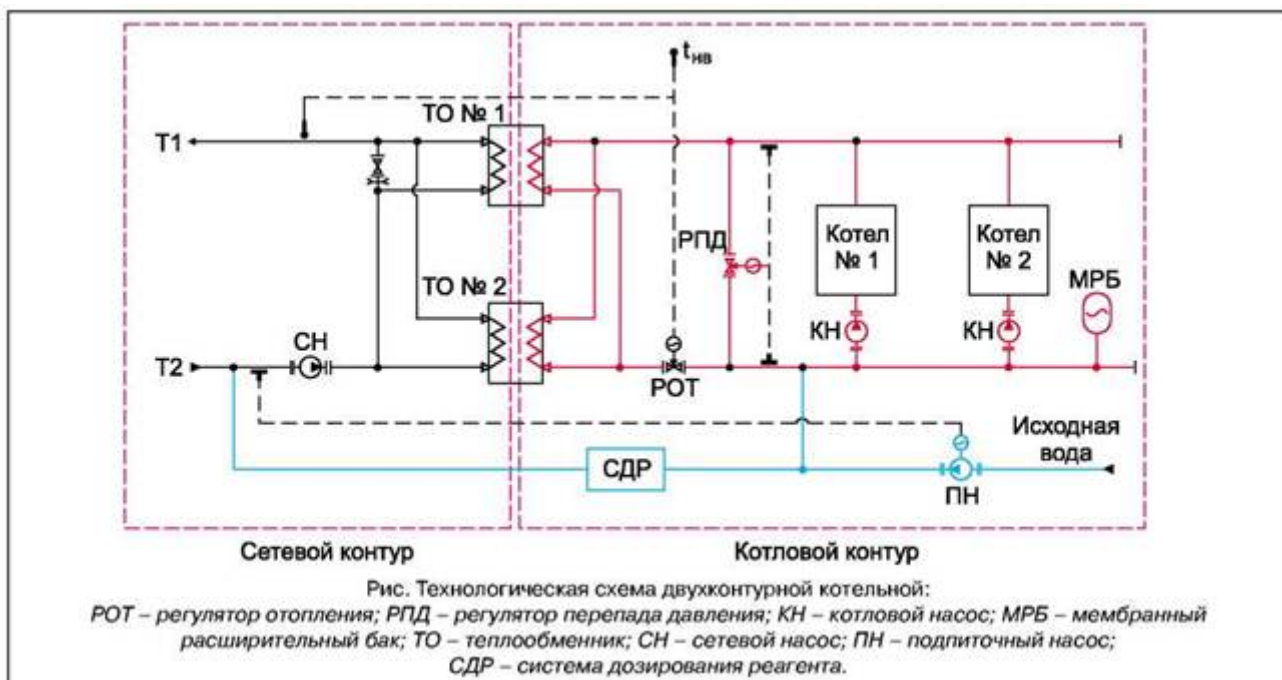 tнв
ТО № 1
Т1
РПД
Котел
№ 1
Котел
№ 2
МРБ
ТО № 2
СН
КН
КН
Т2
РОТ
Исходная
вода
СДР
ПН
Сетевой контур
Котловой контур
Рис. Технологическая схема двухконтурной котельной:
РОТ – регулятор отопления; РПД – регулятор перепада давления; КН – котловой насос; МРБ – мембранный
расширительный бак; ТО – теплообменник; СН – сетевой насос; ПН – подпиточный насос;
СДР – система дозирования реагента.